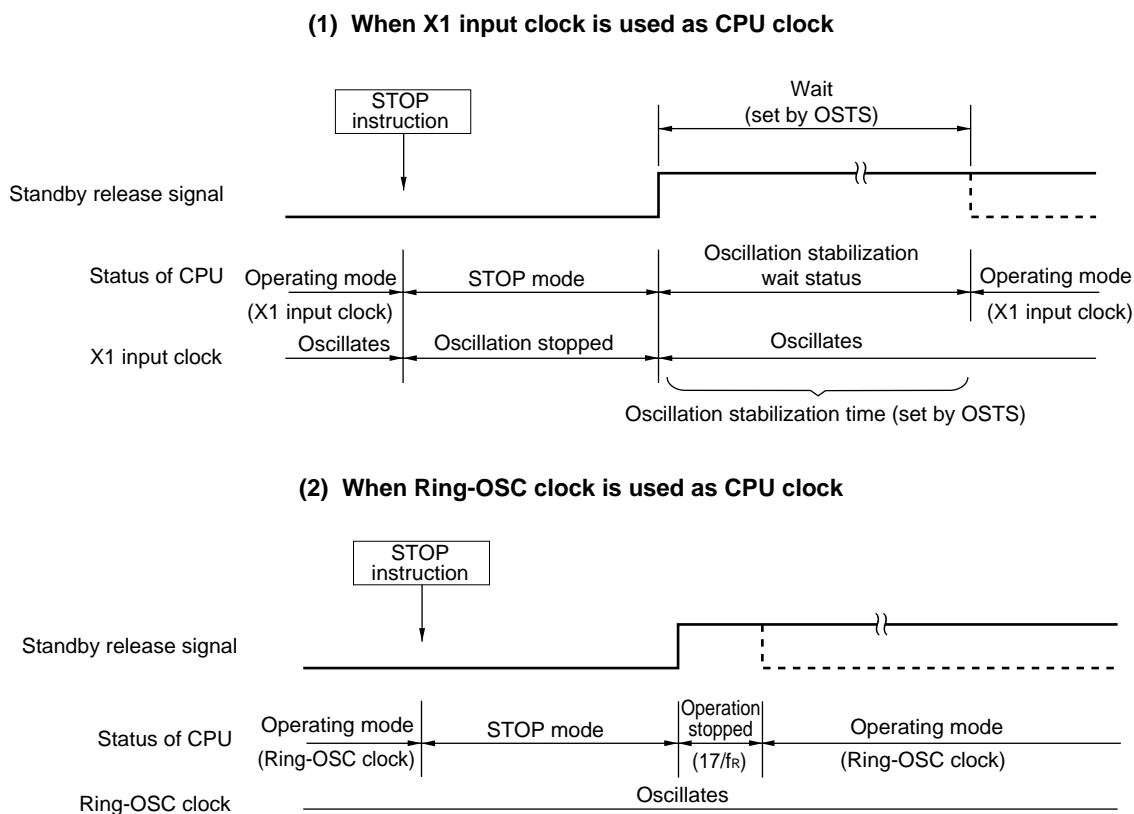 (1) When X1 input clock is used as CPU clock
STOP
instruction
Wait
(set by OSTS)
Standby release signal
Status of CPU
Operating mode
(X1 input clock)
STOP mode
Oscillation stabilization
wait status
Operating mode
(X1 input clock)
X1 input clock
Oscillates
Oscillation stopped
Oscillates
Oscillation stabilization time (set by OSTS)
(2) When Ring-OSC clock is used as CPU clock
STOP
instruction
Standby release signal
Status of CPU
Operating mode
(Ring-OSC clock)
STOP mode
Operation
stopped
(17/fR)
Operating mode
(Ring-OSC clock)
Ring-OSC clock
Oscillates